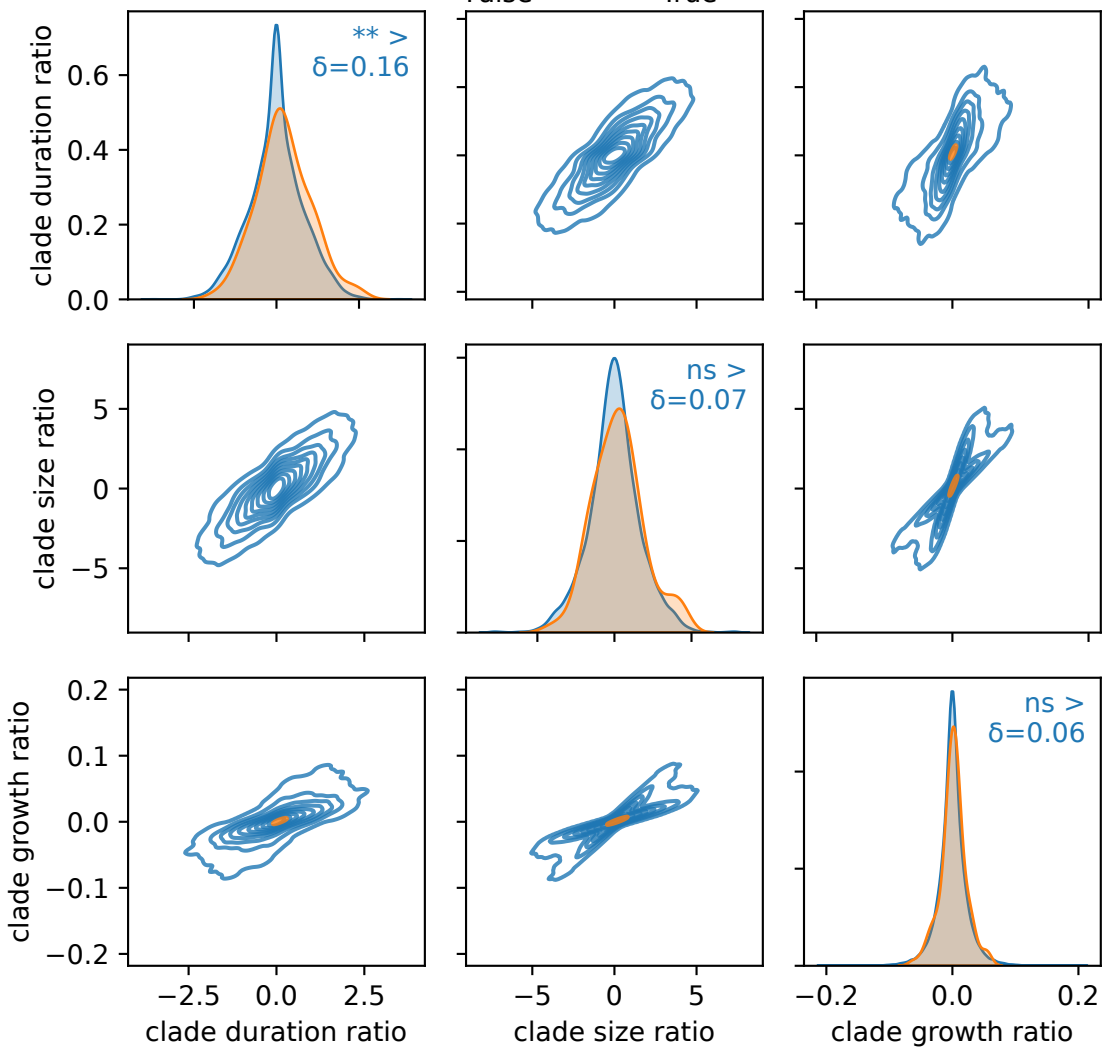 ** >
δ=0.16
clade duration ratio
0.6
0.4
0.2
0.0
ns >
δ=0.07
clade size ratio
5
0
−5
ns >
δ=0.06
clade growth ratio
0.2
0.1
0.0
−0.1
−0.2
−2.5 0.0 2.5
−5 0 5
−0.2 0.0 0.2
clade duration ratio
clade size ratio
clade growth ratio